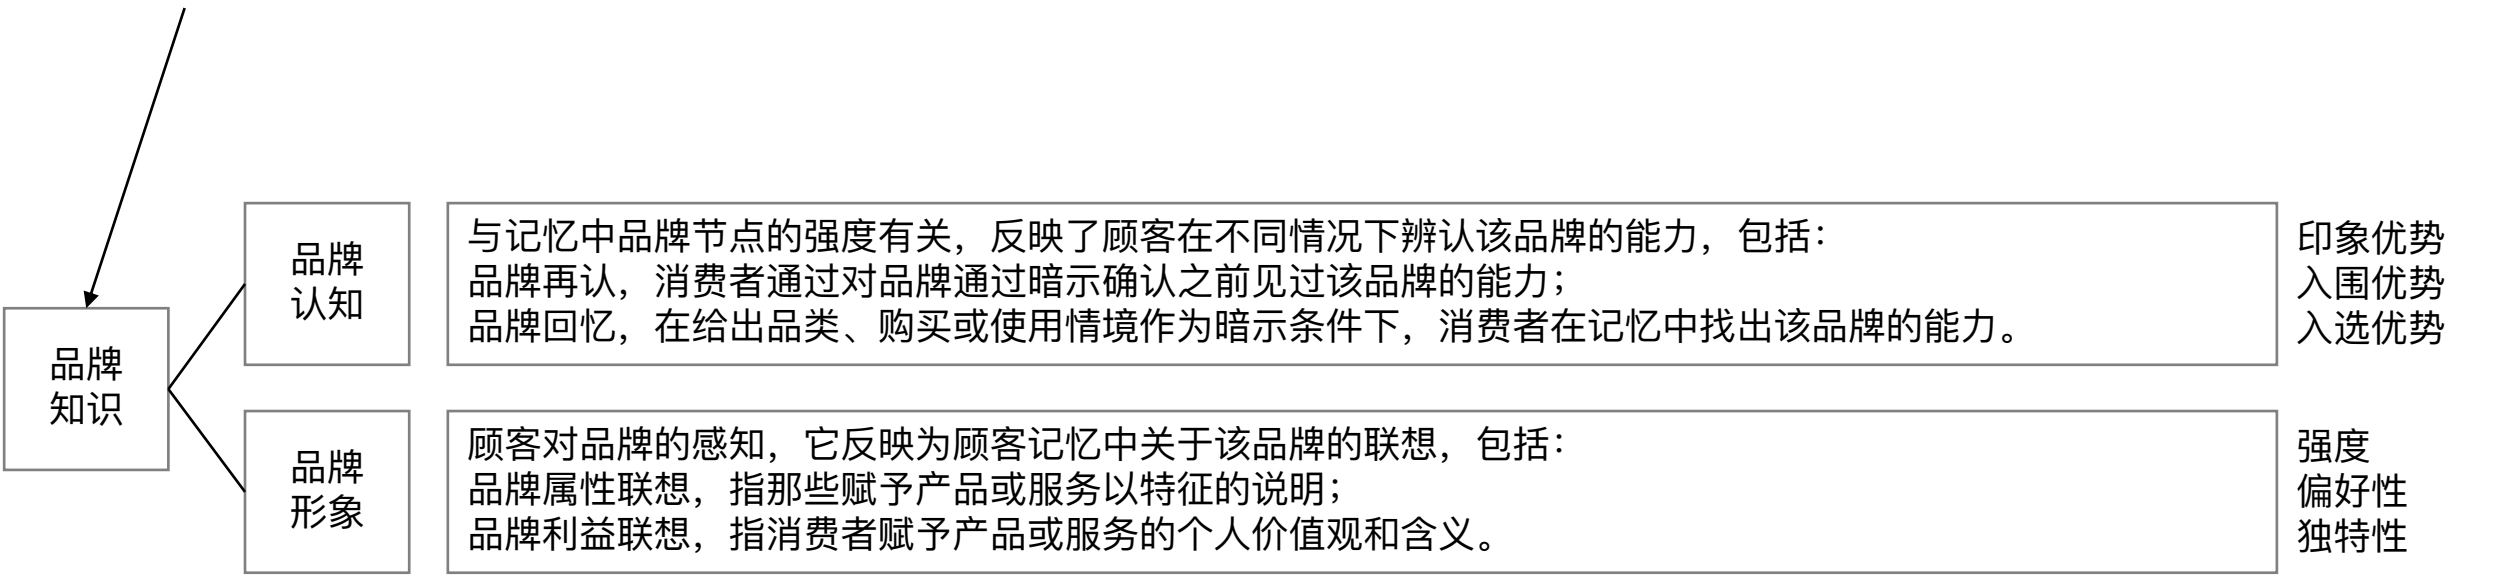 品牌
知识
品牌
认知
与记忆中品牌节点的强度有关，反映了顾客在不同情况下辨认该品牌的能力，包括：
品牌再认，消费者通过对品牌通过暗示确认之前见过该品牌的能力；
品牌回忆，在给出品类、购买或使用情境作为暗示条件下，消费者在记忆中找出该品牌的能力。
印象优势
入围优势
入选优势
品牌
形象
顾客对品牌的感知，它反映为顾客记忆中关于该品牌的联想，包括：
品牌属性联想，指那些赋予产品或服务以特征的说明；
品牌利益联想，指消费者赋予产品或服务的个人价值观和含义。
强度
偏好性
独特性